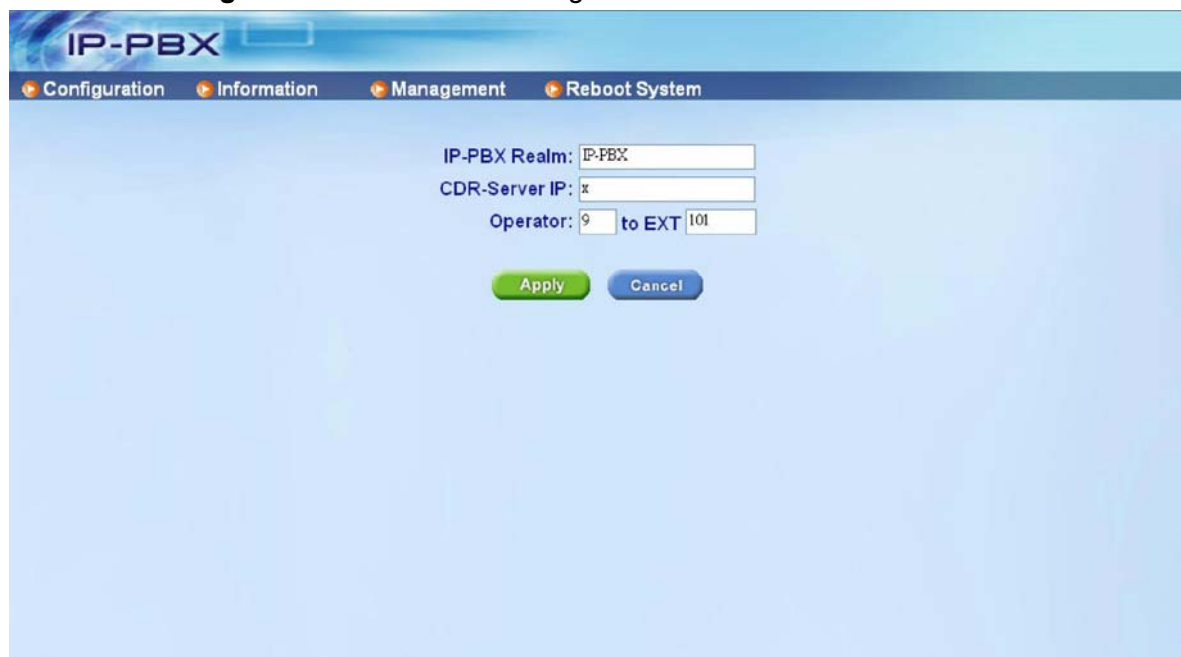 IP-PBX
Configuration Information Management Reboot System
IP-PBX Realm: IP-PBX
CDR-Server IP: x
Operator: 9 to EXT 101
Apply Cancel